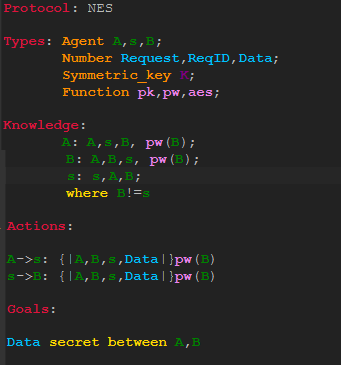 Protocol: NES
Types: Agent A,s,B;
Number Request,ReqID,Data;
Symmetric_key K;
Function pk,pw,aes;
Knowledge:
A: A,s,B, pw(B);
B: A,B,s, pw(B);
s: s,A,B;
where B!=s
Actions:
A->s: {|A,B,s,Data|}pw(B)
s->B: {|A,B,s,Data|}pw(B)
Goals:
Data secret between A,B